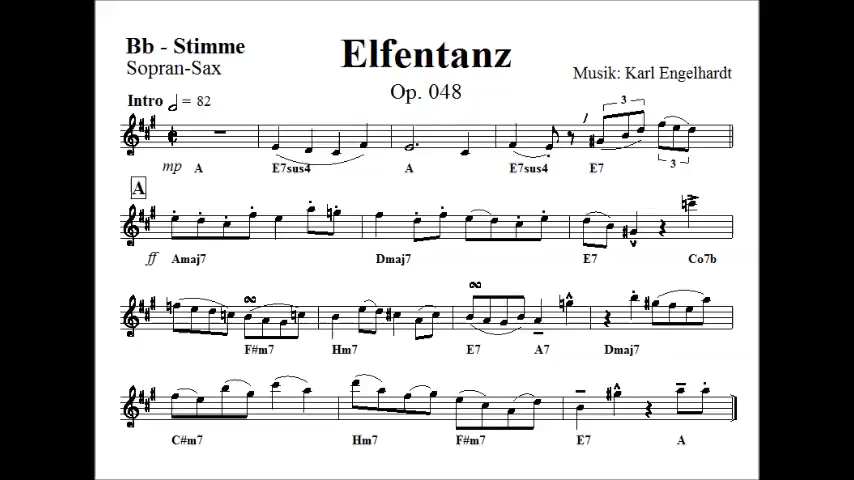 Bb - Stimme
Elfentanz
Sopran-Sax
Musik: Karl Engelhardt
Op. 048
Intro = 82
3
3
mp A E7sus4 A E7sus4 E7
A
ff Amaj7 Dmaj7 E7 Co7b
F#m7 Hm7 E7 A7 Dmaj7
C#m7 Hm7 F#m7 E7 A